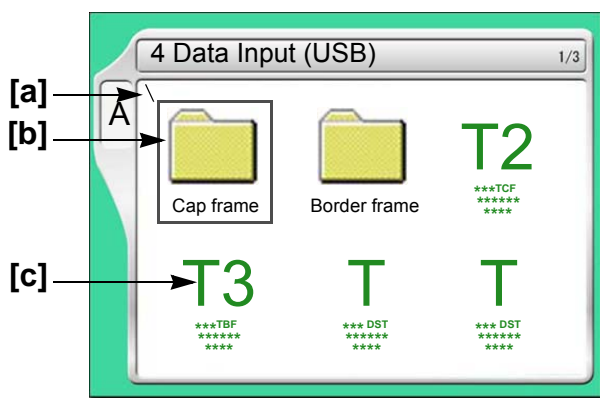 4 Data Input (USB) 1/3
[a] \
A
[b]
Cap frame Border frame
T2
***TCF
******
****
[c] T3 T T
***TBF *** DST *** DST
****** ****** ******
**** **** ****